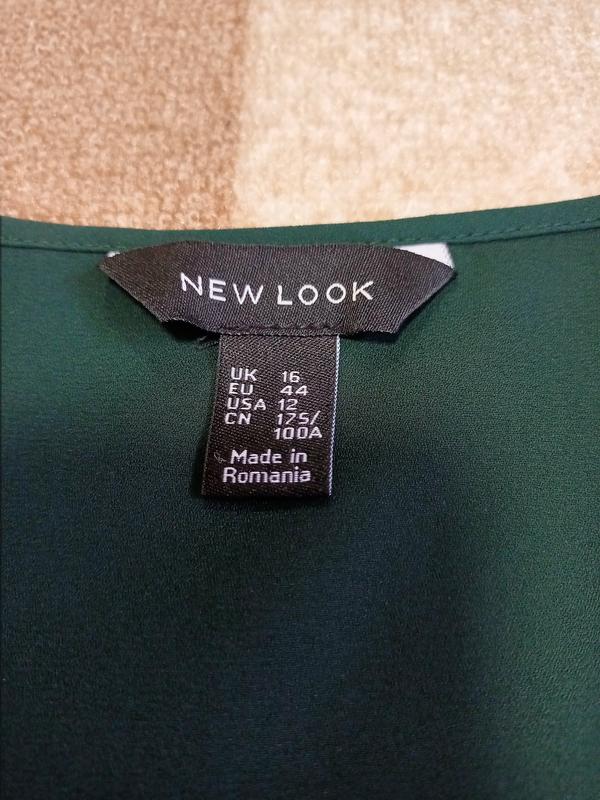 NEW LOOK
UK 16
EU 44
USA 12
CN 175/
100A
Made in
Romania